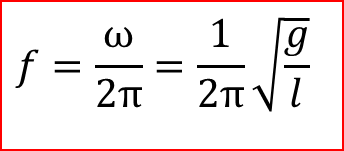 f = ω/2π = 1/2π √(g/l)